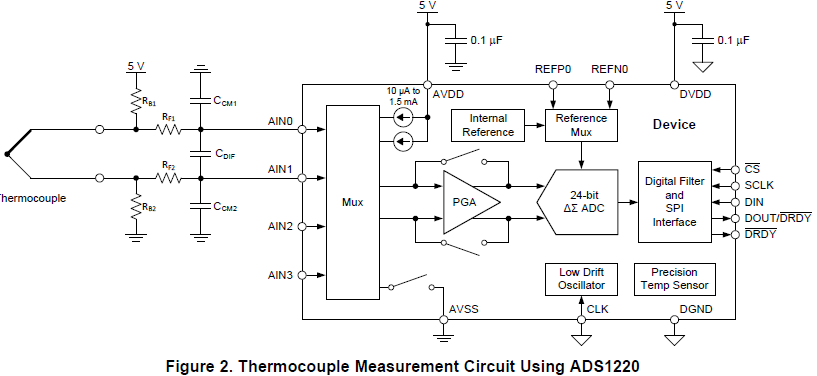 5 V
5 V
0.1 µF
0.1 µF
5 V
10 µA to
1.5 mA
AVDD
REFP0
REFN0
DVDD
RB1
CCM1
RF1
AIN0
Internal
Reference
Reference
Mux
Device
CDIF
RF2
AIN1
CS
SCLK
DIN
DOUT/DRDY
DRDY
Thermocouple
RB2
CCM2
Mux
PGA
24-bit
ΔΣ ADC
Digital Filter
and
SPI
Interface
AIN2
AIN3
Low Drift
Oscillator
Precision
Temp Sensor
AVSS
CLK
DGND
Figure 2. Thermocouple Measurement Circuit Using ADS1220